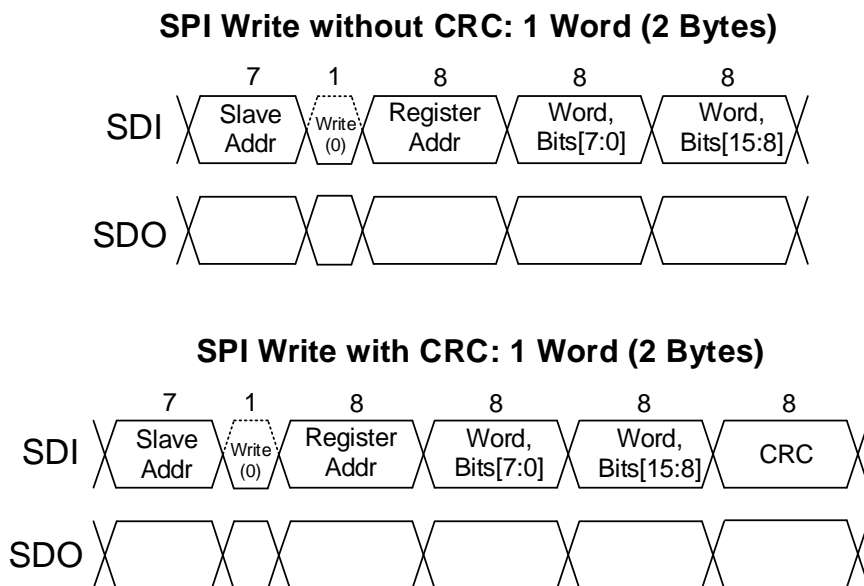 SPI Write without CRC: 1 Word (2 Bytes)
7 1 8 8 8
SDI Slave Addr Write (0) Register Addr Word, Bits[7:0] Word, Bits[15:8]
SDO
SPI Write with CRC: 1 Word (2 Bytes)
7 1 8 8 8 8
SDI Slave Addr Write (0) Register Addr Word, Bits[7:0] Word, Bits[15:8] CRC
SDO